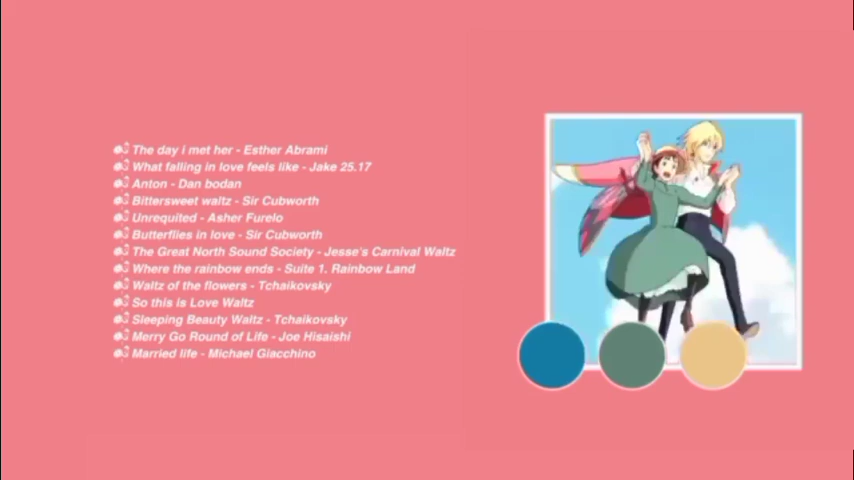 The day i met her - Esther Abrami
What falling in love feels like - Jake 25.17
Anton - Dan bodan
Bittersweet waltz - Sir Cubworth
Unrequited - Asher Furelo
Butterflies in love - Sir Cubworth
The Great North Sound Society - Jesse's Carnival Waltz
Where the rainbow ends - Suite 1. Rainbow Land
Waltz of the flowers - Tchaikovsky
So this is Love Waltz
Sleeping Beauty Waltz - Tchaikovsky
Merry Go Round of Life - Joe Hisaishi
Married life - Michael Giacchino